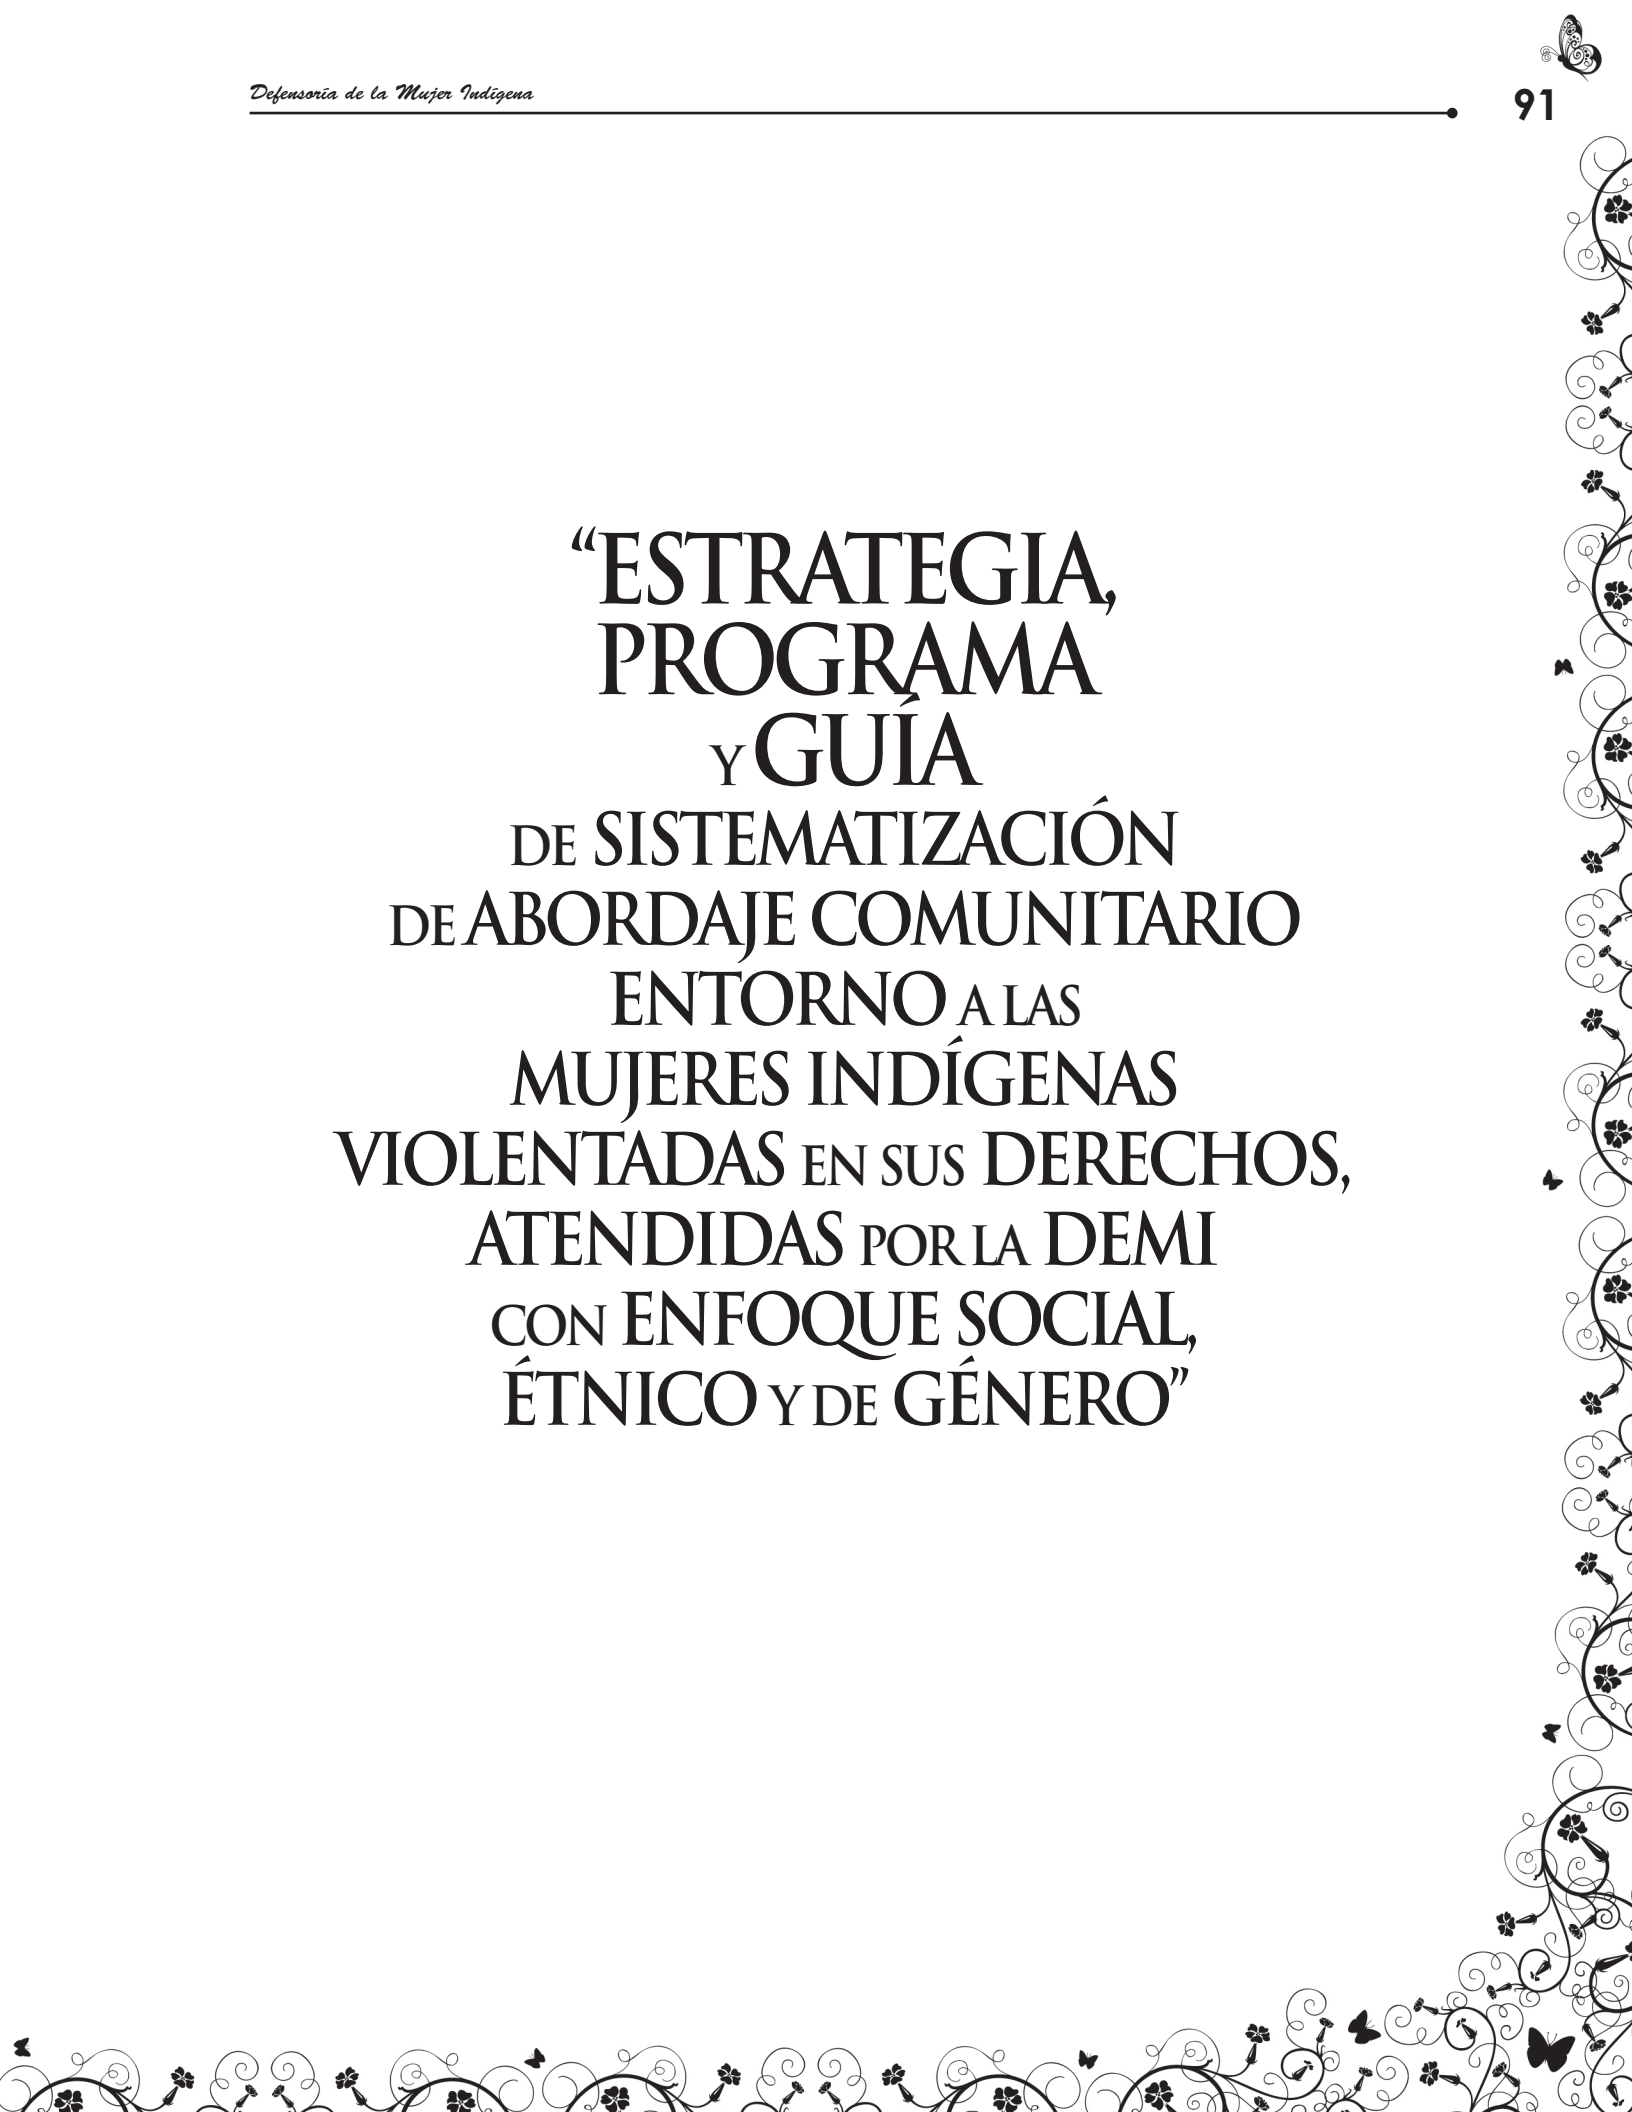 Defensoría de la Mujer Indígena
91
“ESTRATEGIA,
PROGRAMA
Y GUÍA
DE SISTEMATIZACIÓN
DE ABORDAJE COMUNITARIO
ENTORNO A LAS
MUJERES INDÍGENAS
VIOLENTADAS EN SUS DERECHOS,
ATENDIDAS POR LA DEMI
CON ENFOQUE SOCIAL,
ÉTNICO Y DE GÉNERO”